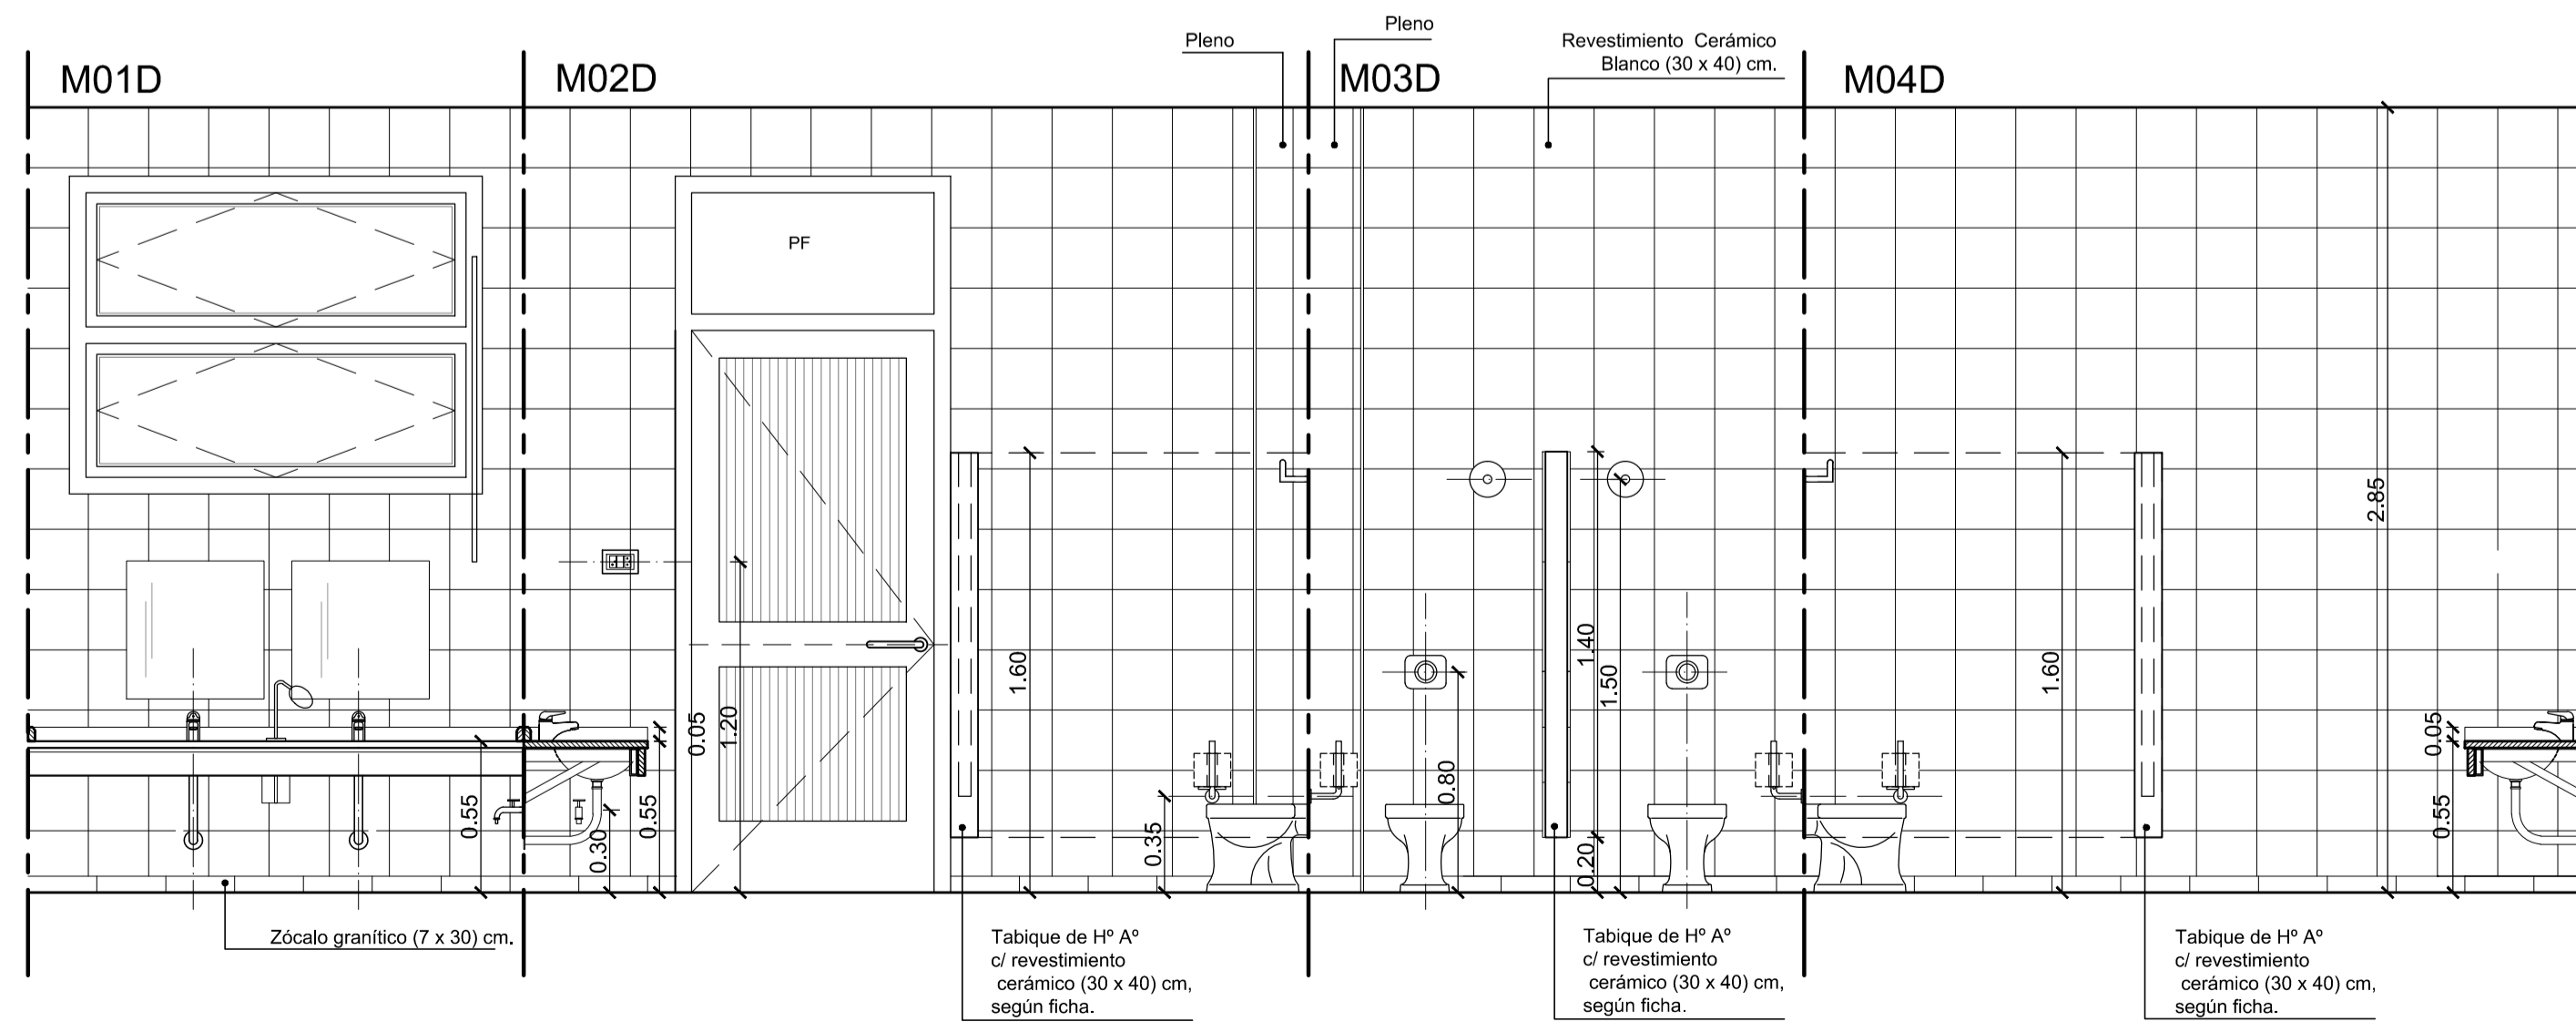 Pleno
Pleno
Revestimiento Cerámico
Blanco (30 x 40) cm.
M01D
M02D
M03D
M04D
PF
2.85
1.60
1.40
1.50
1.60
0.05
1.20
0.80
0.05
0.55
0.30
0.55
0.35
0.20
0.55
Zócalo granítico (7 x 30) cm.
Tabique de Hº Aº
c/ revestimiento
cerámico (30 x 40) cm,
según ficha.
Tabique de Hº Aº
c/ revestimiento
cerámico (30 x 40) cm,
según ficha.
Tabique de Hº Aº
c/ revestimiento
cerámico (30 x 40) cm,
según ficha.